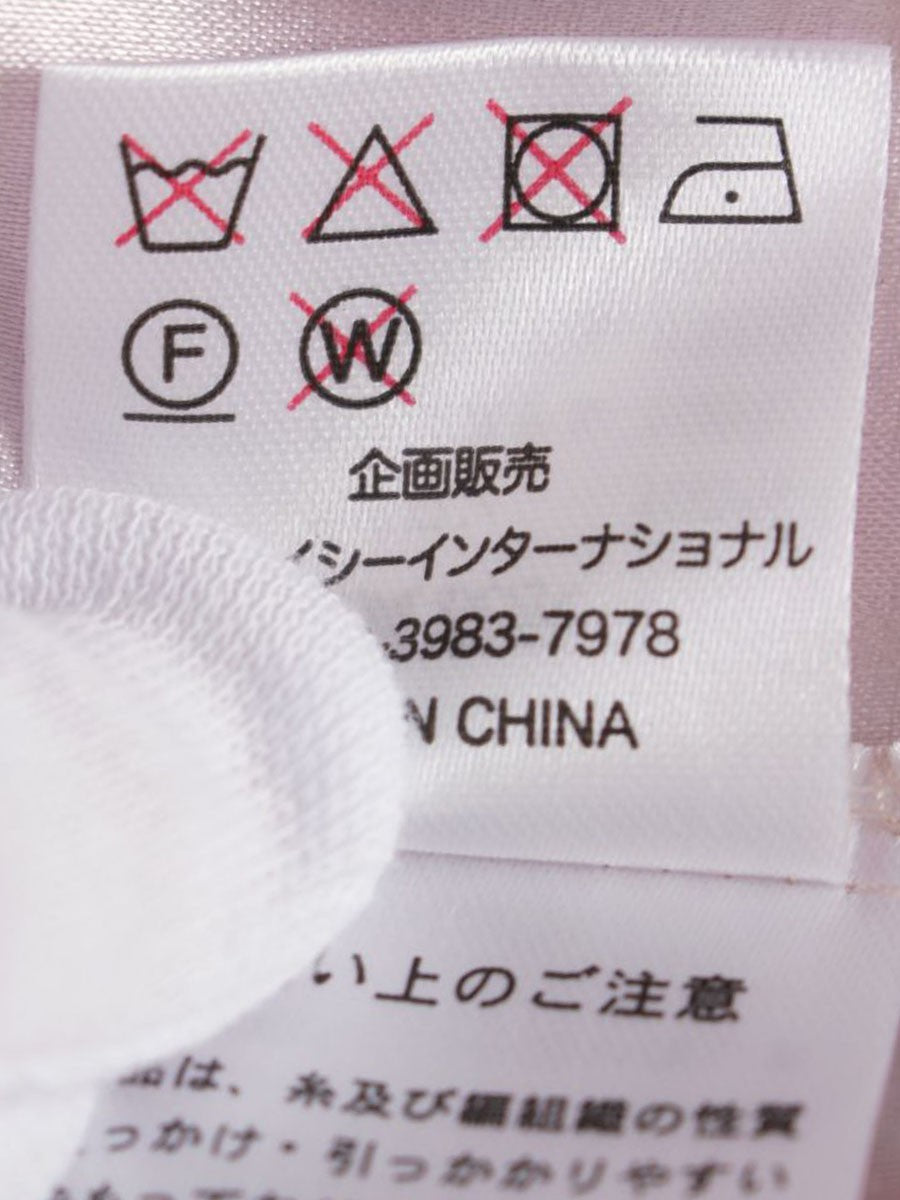 F W
企画販売
イシーインターナショナル
-3983-7978
CHINA
い上のご注意
品は、糸及び編組織の性質
っかけ・引っかかりやすい